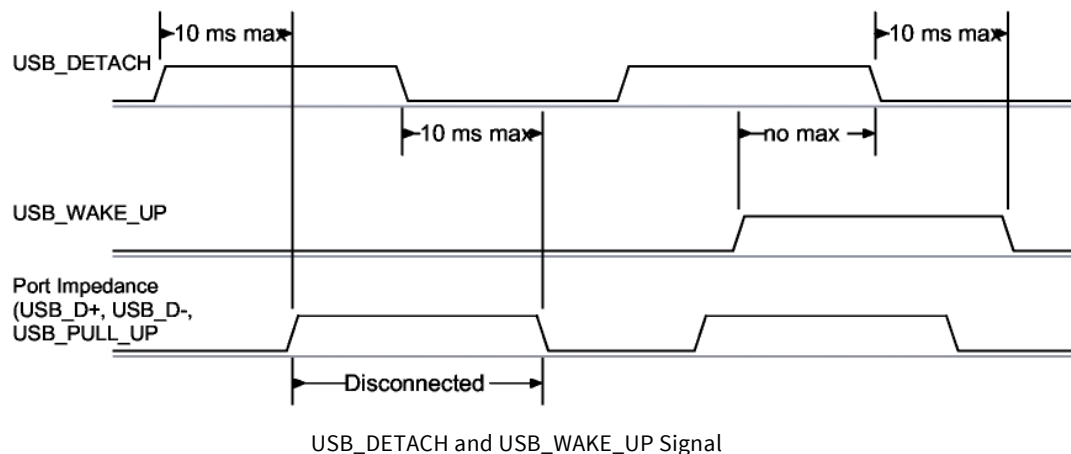 10 ms max
10 ms max
USB_DETACH
10 ms max
no max
USB_WAKE_UP
Port Impedance
(USB_D+, USB_D-,
USB_PULL_UP
Disconnected
USB_DETACH and USB_WAKE_UP Signal